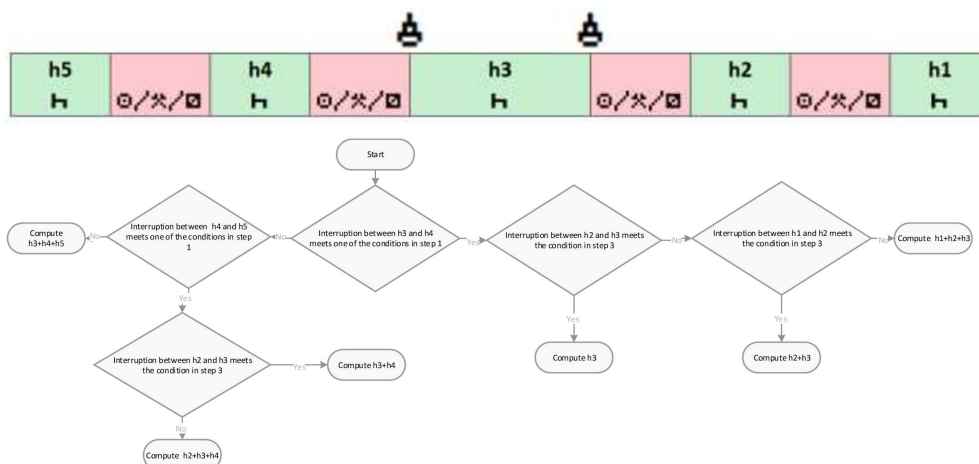 h5
h4
h3
h2
h1
Start
Interruption between h4 and h5
meets one of the conditions in step
1
Interruption between h3 and h4
meets one of the conditions in step 1
Interruption between h2 and h3 meets
the condition in step 3
Interruption between h1 and h2 meets
the condition in step 3
Compute
h3+h4+h5
No
No
Yes
No
No
Compute h1+h2+h3
Yes
Yes
Yes
Interruption between h2 and h3 meets
the condition in step 3
Yes
Compute h3+h4
Compute h3
Compute h2+h3
No
Compute h2+h3+h4